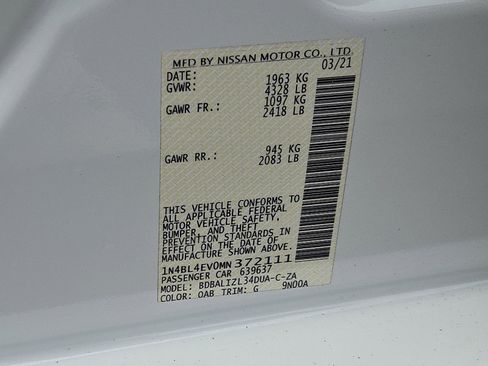 MFD BY NISSAN MOTOR CO., LTD.
03/21
DATE: 1963 KG
GVWR: 4328 LB
GAWR FR.: 1097 KG
2418 LB
GAWR RR.: 945 KG
2083 LB
THIS VEHICLE CONFORMS TO
ALL APPLICABLE FEDERAL
MOTOR VEHICLE SAFETY,
BUMPER, AND THEFT
PREVENTION STANDARDS IN
EFFECT ON THE DATE OF
MANUFACTURE SHOWN ABOVE.
1N4BL4EV0MN372111
PASSENGER CAR 639637
MODEL: BDBALIZL34DUA-C-ZA
COLOR: QAB TRIM: G 9N00A